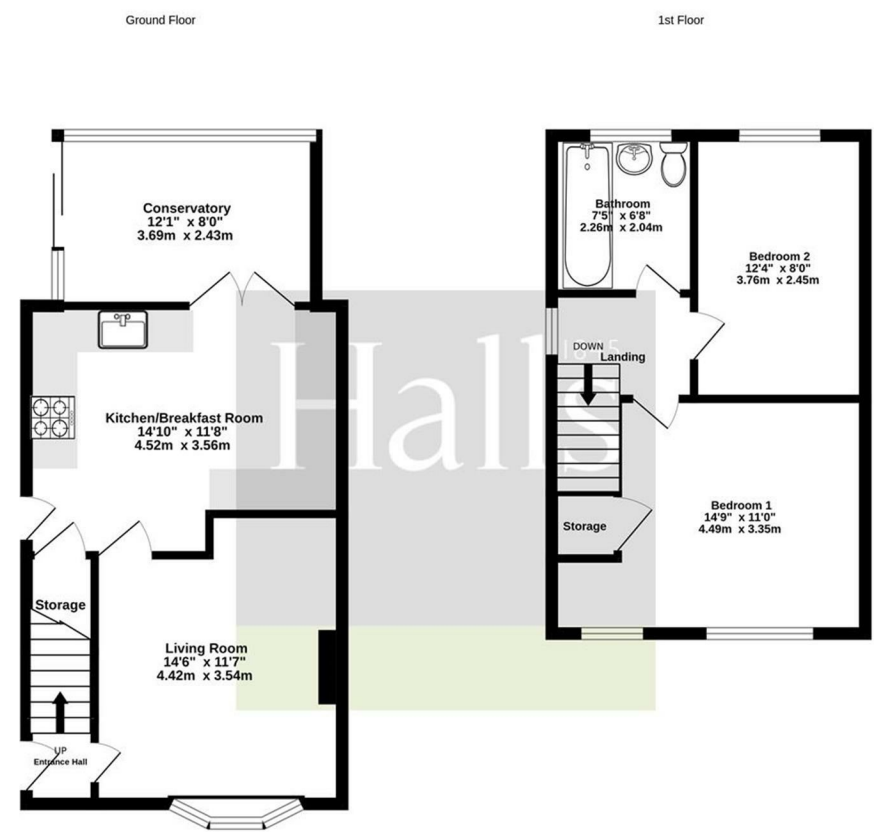 Ground Floor
1st Floor
Conservatory
12'1" x 8'0"
3.69m x 2.43m
Kitchen/Breakfast Room
14'10" x 11'8"
4.52m x 3.56m
Storage
Living Room
14'6" x 11'7"
4.42m x 3.54m
UP
Entrance Hall
Bathroom
7'5" x 6'8"
2.26m x 2.04m
Bedroom 2
12'4" x 8'0"
3.76m x 2.45m
DOWN
Landing
Bedroom 1
14'9" x 11'0"
4.49m x 3.35m
Storage
Halls
1845